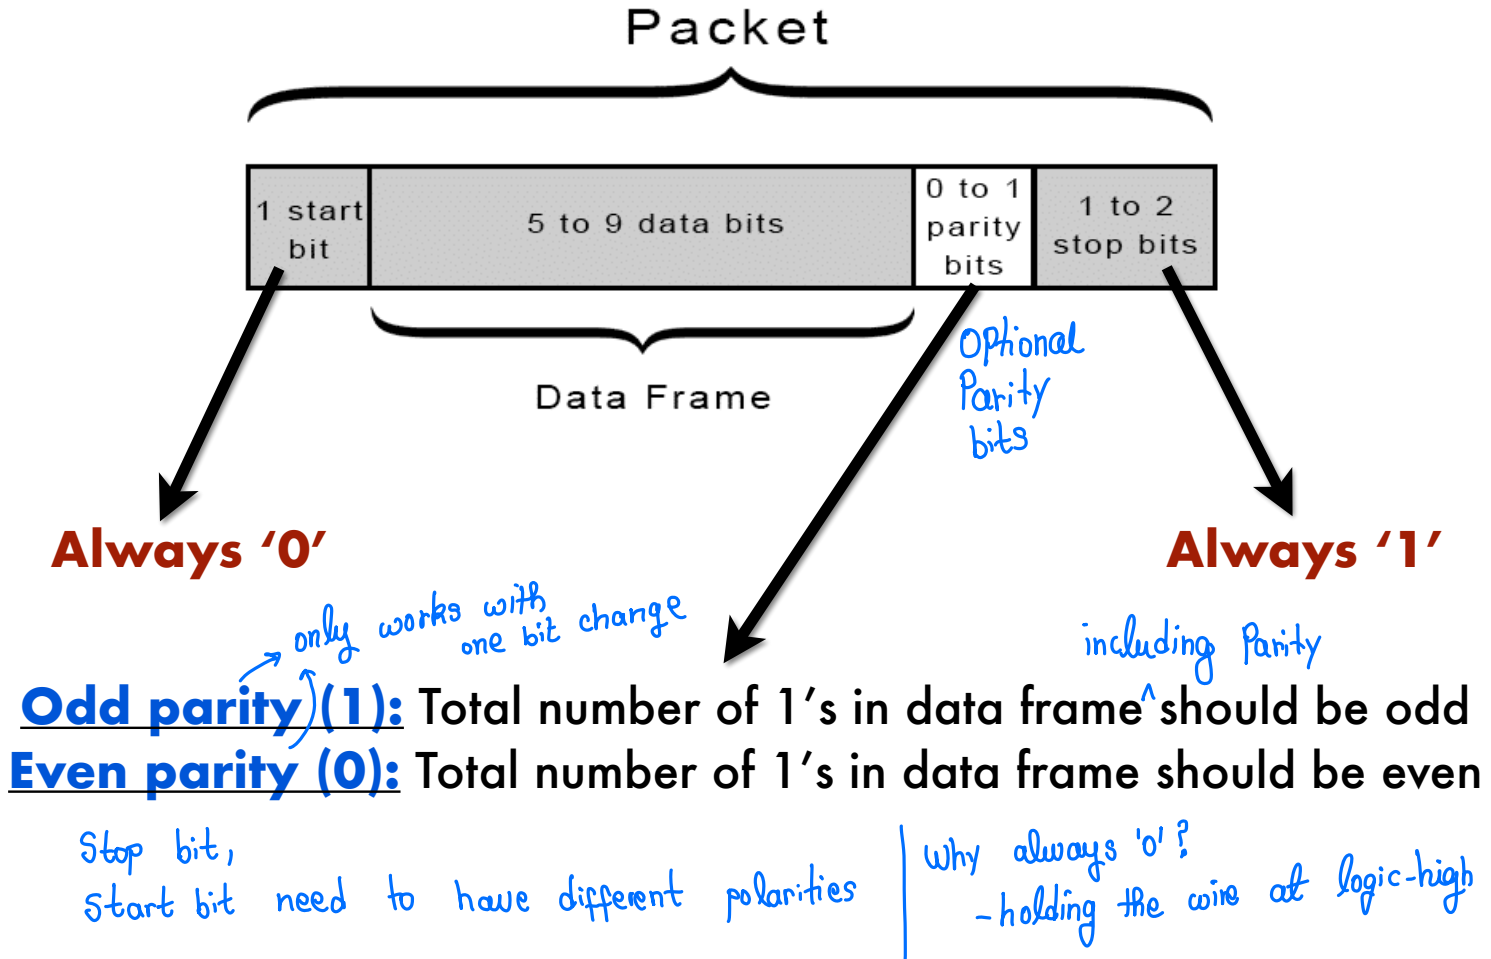 Packet
1 start
bit
5 to 9 data bits
0 to 1
parity
bits
1 to 2
stop bits
Data Frame
Optional
Parity
bits
Always ‘0’
Always ‘1’
only works with
one bit change
including Parity
^
Odd parity (1): Total number of 1’s in data frame should be odd
Even parity (0): Total number of 1’s in data frame should be even
Stop bit,
Start bit need to have different polarities
Why always '0'?
-holding the wire at logic-high